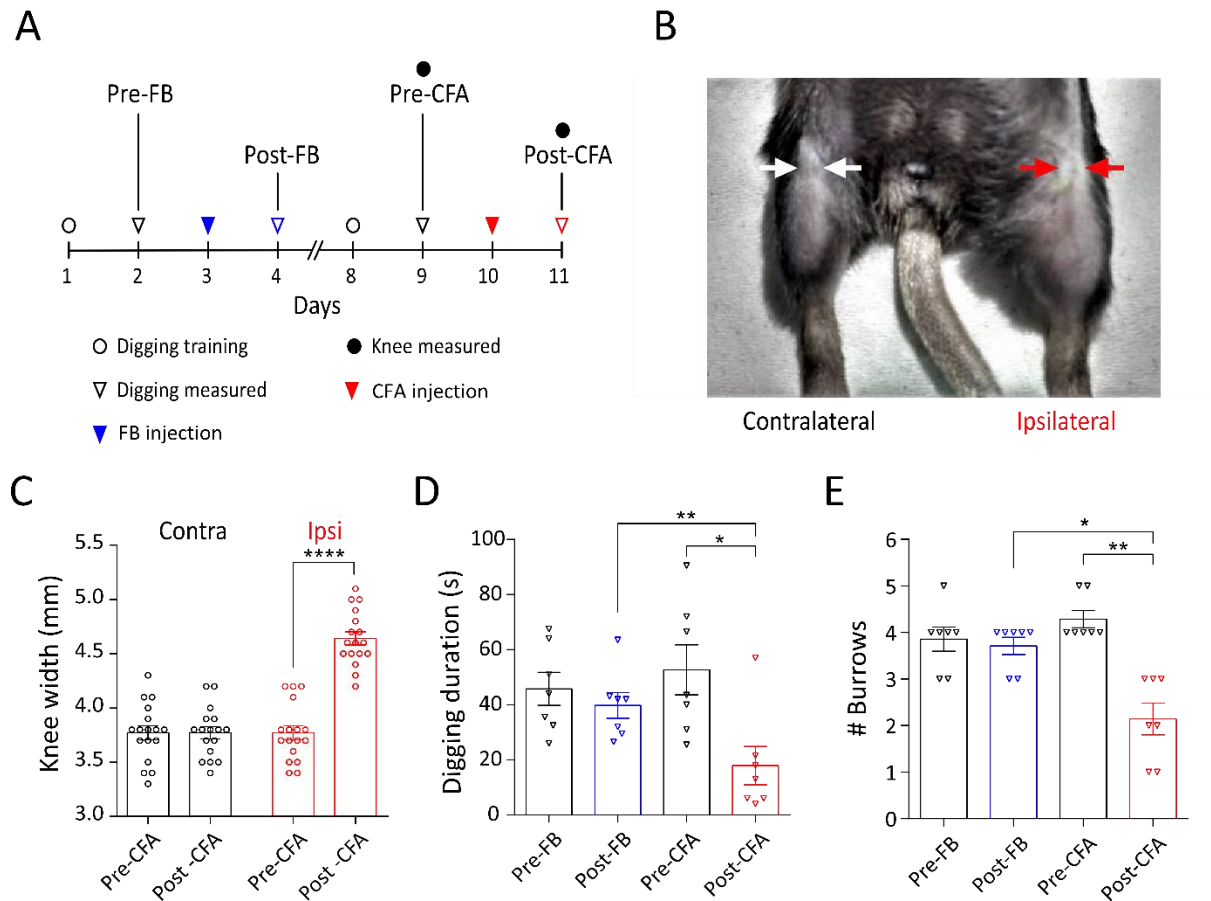 A
Pre-FB
Pre-CFA
Post-FB
Post-CFA
1 2 3 4 8 9 10 11
Days
Digging training
Knee measured
Digging measured
CFA injection
FB injection
B
Contralateral
Ipsilateral
C
Contra
Ipsi
****
5.5
5.0
4.5
4.0
3.5
3.0
Knee width (mm)
Pre-CFA
Post -CFA
Pre-CFA
Post -CFA
D
**
*
100
80
60
40
20
0
Digging duration (s)
Pre-FB
Post-FB
Pre-CFA
Post-CFA
E
*
**
6
5
4
3
2
1
0
# Burrows
Pre-FB
Post-FB
Pre-CFA
Post-CFA